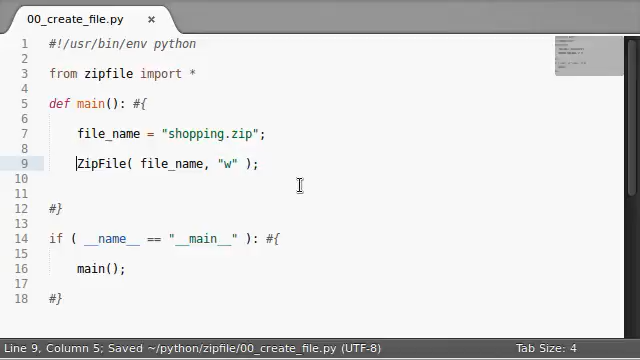 00_create_file.py ×
1 #!/usr/bin/env python
2
3 from zipfile import *
4
5 def main(): #{
6
7 file_name = "shopping.zip";
8
9 ZipFile( file_name, "w" );
10
11
12 #}
13
14 if ( __name__ == "__main__" ): #{
15
16 main();
17
18 #}
Line 9, Column 5; Saved ~/python/zipfile/00_create_file.py (UTF-8) Tab Size: 4